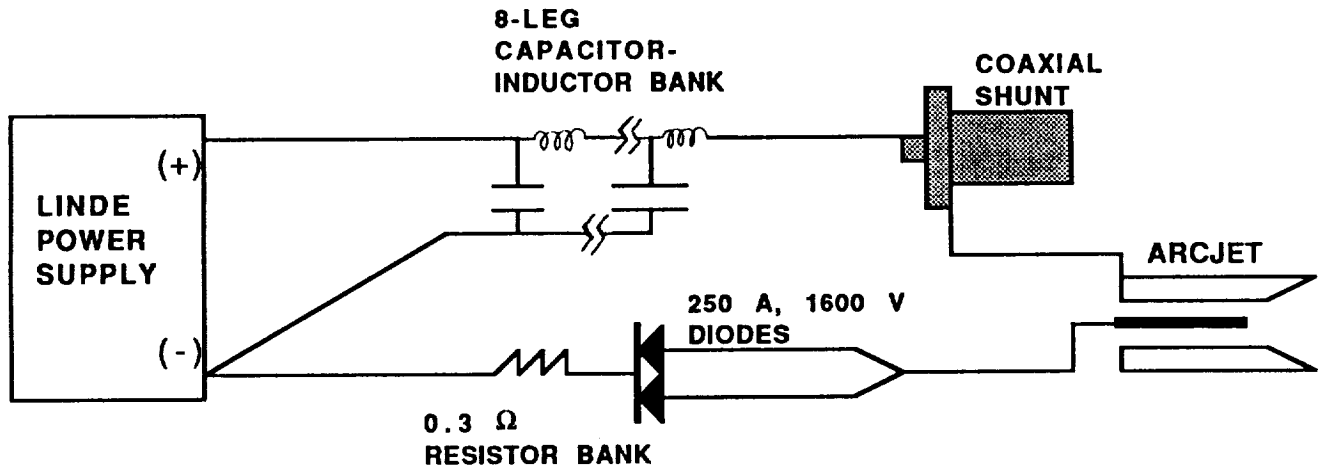 8-LEG
CAPACITOR-
INDUCTOR BANK
COAXIAL
SHUNT
(+)
LINDE
POWER
SUPPLY
(-)
ARCJET
250 A, 1600 V
DIODES
0.3 Ω
RESISTOR BANK